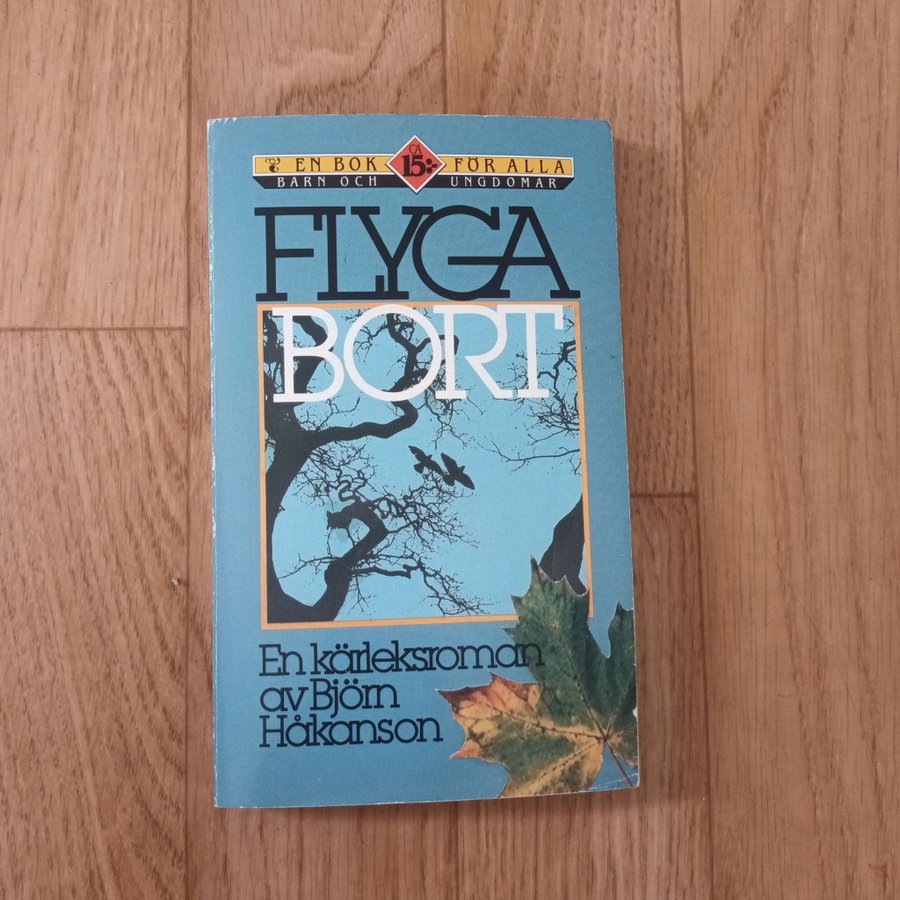 EN BOK CA 15:- FÖR ALLA
BARN OCH UNGDOMAR
FLYGA
BORT
En kärleksroman
av Björn
Håkanson